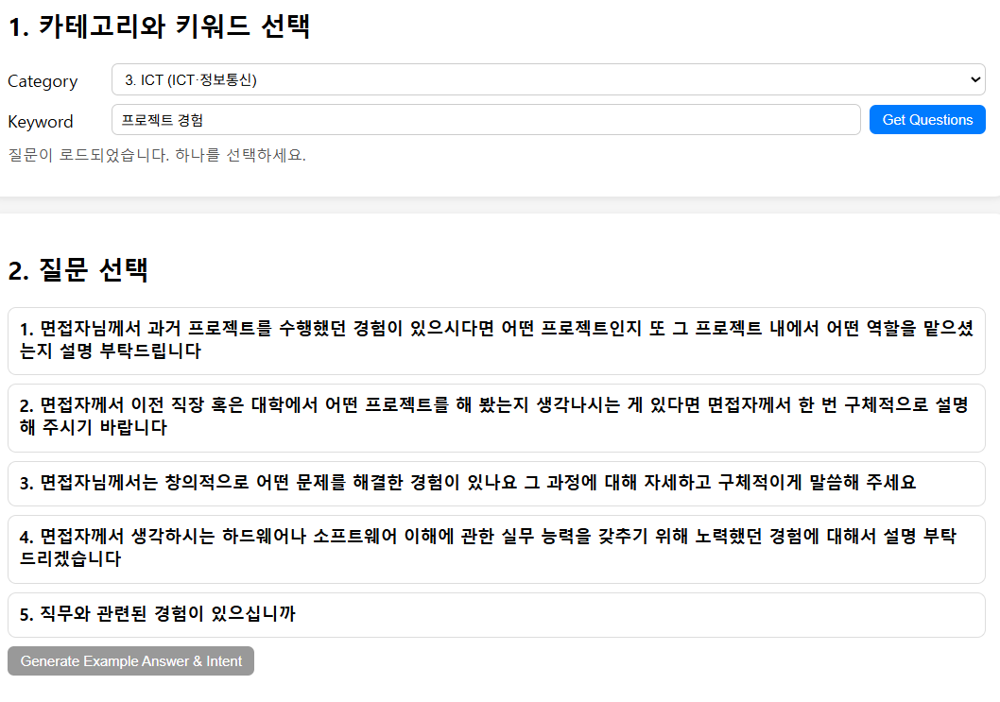 1. 카테고리와 키워드 선택
Category
3. ICT (ICT·정보통신)
Keyword
프로젝트 경험
Get Questions
질문이 로드되었습니다. 하나를 선택하세요.
2. 질문 선택
1. 면접자님께서 과거 프로젝트를 수행했던 경험이 있으시다면 어떤 프로젝트인지 또 그 프로젝트 내에서 어떤 역할을 맡으셨
는지 설명 부탁드립니다
2. 면접자께서 이전 직장 혹은 대학에서 어떤 프로젝트를 해 봤는지 생각나시는 게 있다면 면접자께서 한 번 구체적으로 설명
해 주시기 바랍니다
3. 면접자님께서는 창의적으로 어떤 문제를 해결한 경험이 있나요 그 과정에 대해 자세하고 구체적이게 말씀해 주세요
4. 면접자께서 생각하시는 하드웨어나 소프트웨어 이해에 관한 실무 능력을 갖추기 위해 노력했던 경험에 대해서 설명 부탁
드리겠습니다
5. 직무와 관련된 경험이 있으십니까
Generate Example Answer & Intent